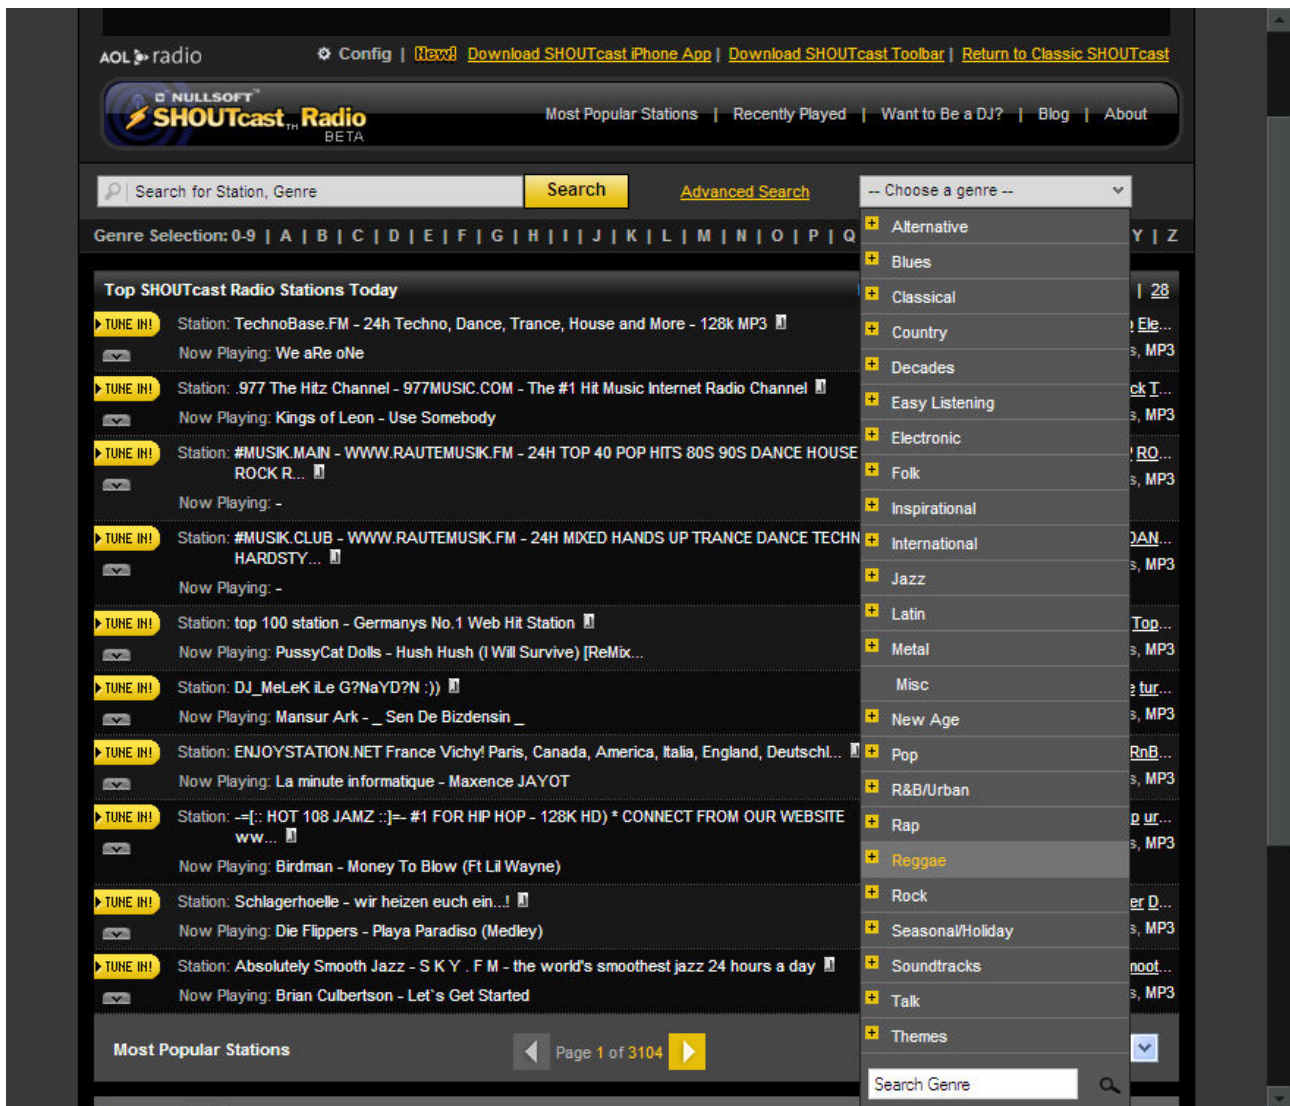 AOL radio
Config | New! Download SHOUTcast iPhone App | Download SHOUTcast Toolbar | Return to Classic SHOUTcast
NULLSOFT™
SHOUTcast TM Radio
BETA
Most Popular Stations | Recently Played | Want to Be a DJ? | Blog | About
Search for Station, Genre
Search
Advanced Search
-- Choose a genre --
Genre Selection: 0-9 | A | B | C | D | E | F | G | H | I | J | K | L | M | N | O | P | Q
Y | Z
Alternative
Blues
Classical
Country
Decades
Easy Listening
Electronic
Folk
Inspirational
International
Jazz
Latin
Metal
Misc
New Age
Pop
R&B/Urban
Rap
Reggae
Rock
Seasonal/Holiday
Soundtracks
Talk
Themes
Search Genre
Top SHOUTcast Radio Stations Today
| 28
TUNE IN! Station: TechnoBase.FM - 24h Techno, Dance, Trance, House and More - 128k MP3
Ele...
Now Playing: We aRe oNe
s, MP3
TUNE IN! Station: .977 The Hitz Channel - 977MUSIC.COM - The #1 Hit Music Internet Radio Channel
ck T...
Now Playing: Kings of Leon - Use Somebody
s, MP3
TUNE IN! Station: #MUSIK.MAIN - WWW.RAUTEMUSIK.FM - 24H TOP 40 POP HITS 80S 90S DANCE HOUSE
RO...
ROCK R...
s, MP3
Now Playing: -
TUNE IN! Station: #MUSIK.CLUB - WWW.RAUTEMUSIK.FM - 24H MIXED HANDS UP TRANCE DANCE TECHN
DAN...
HARDSTY...
s, MP3
Now Playing: -
TUNE IN! Station: top 100 station - Germanys No.1 Web Hit Station
Top...
Now Playing: PussyCat Dolls - Hush Hush (I Will Survive) [ReMix...
s, MP3
TUNE IN! Station: DJ_MeLeK iLe G?NaYD?N :))
tur...
Now Playing: Mansur Ark - _ Sen De Bizdensin _
s, MP3
TUNE IN! Station: ENJOYSTATION.NET France Vichy! Paris, Canada, America, Italia, England, Deutschl...
RnB...
Now Playing: La minute informatique - Maxence JAYOT
s, MP3
TUNE IN! Station: -=[:: HOT 108 JAMZ ::]=- #1 FOR HIP HOP - 128K HD) * CONNECT FROM OUR WEBSITE
p ur...
ww...
s, MP3
Now Playing: Birdman - Money To Blow (Ft Lil Wayne)
TUNE IN! Station: Schlagerhoelle - wir heizen euch ein...!
er D...
Now Playing: Die Flippers - Playa Paradiso (Medley)
s, MP3
TUNE IN! Station: Absolutely Smooth Jazz - S K Y . F M - the world's smoothest jazz 24 hours a day
noot...
Now Playing: Brian Culbertson - Let`s Get Started
s, MP3
Most Popular Stations
Page 1 of 3104